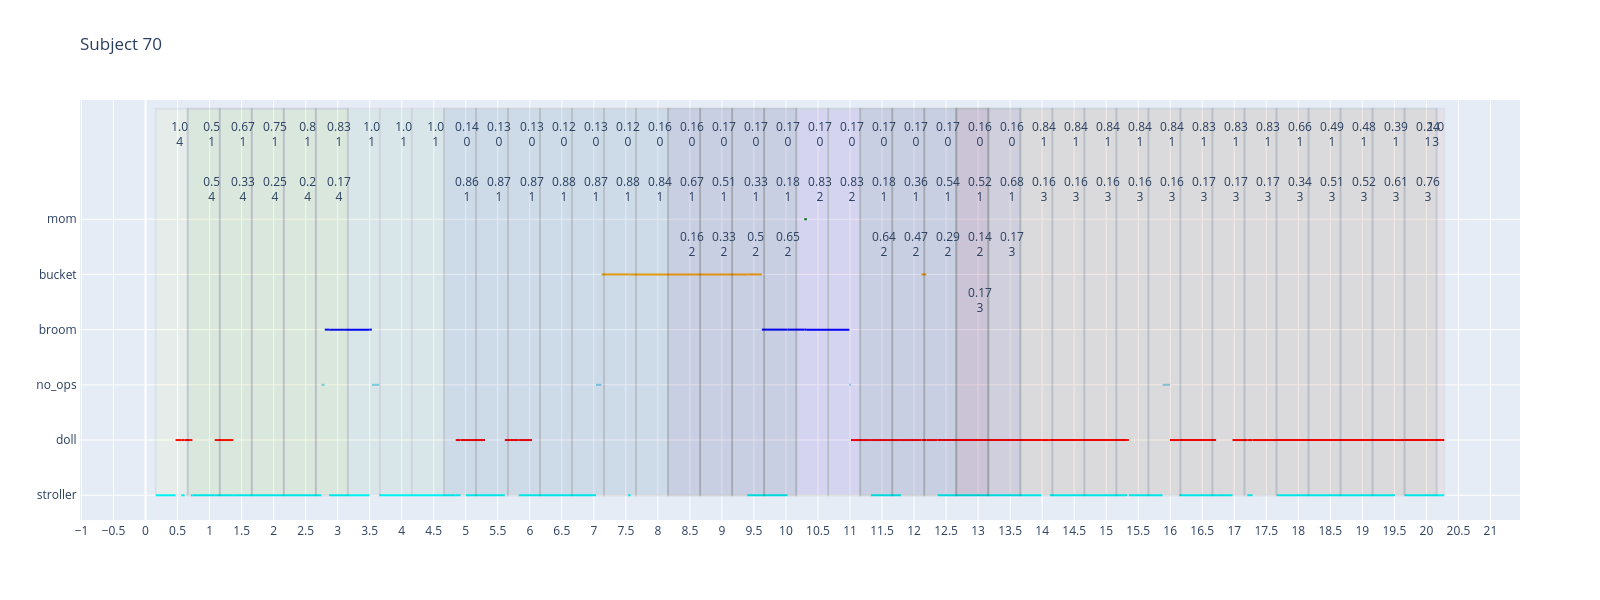 Subject 70
1.0 0.5 0.67 0.75 0.8 0.83 1.0 1.0 1.0 0.14 0.13 0.13 0.12 0.13 0.12 0.16 0.16 0.17 0.17 0.17 0.17 0.17 0.17 0.17 0.17 0.16 0.16 0.84 0.84 0.84 0.84 0.84 0.83 0.83 0.83 0.66 0.49 0.48 0.39
4 1 1 1 1 1 1 1 1 0 0 0 0 0 0 0 0 0 0 0 0 0 0 0 0 0 0 1 1 1 1 1 1 1 1 1 1 1 1
0.5 0.33 0.25 0.2 0.17 0.86 0.87 0.87 0.88 0.87 0.88 0.84 0.67 0.51 0.33 0.18 0.83 0.83 0.18 0.36 0.54 0.52 0.68 0.16 0.16 0.16 0.16 0.16 0.17 0.17 0.17 0.34 0.51 0.52 0.61 0.76
4 4 4 4 4 1 1 1 1 1 1 1 1 1 1 1 2 2 1 1 1 1 1 3 3 3 3 3 3 3 3 3 3 3 3 3
mom
0.16 0.33 0.5 0.65 0.64 0.47 0.29 0.14 0.17
2 2 2 2 2 2 2 2 3
bucket
0.17
3
broom
no_ops
doll
stroller
−1 −0.5 0 0.5 1 1.5 2 2.5 3 3.5 4 4.5 5 5.5 6 6.5 7 7.5 8 8.5 9 9.5 10 10.5 11 11.5 12 12.5 13 13.5 14 14.5 15 15.5 16 16.5 17 17.5 18 18.5 19 19.5 20 20.5 21